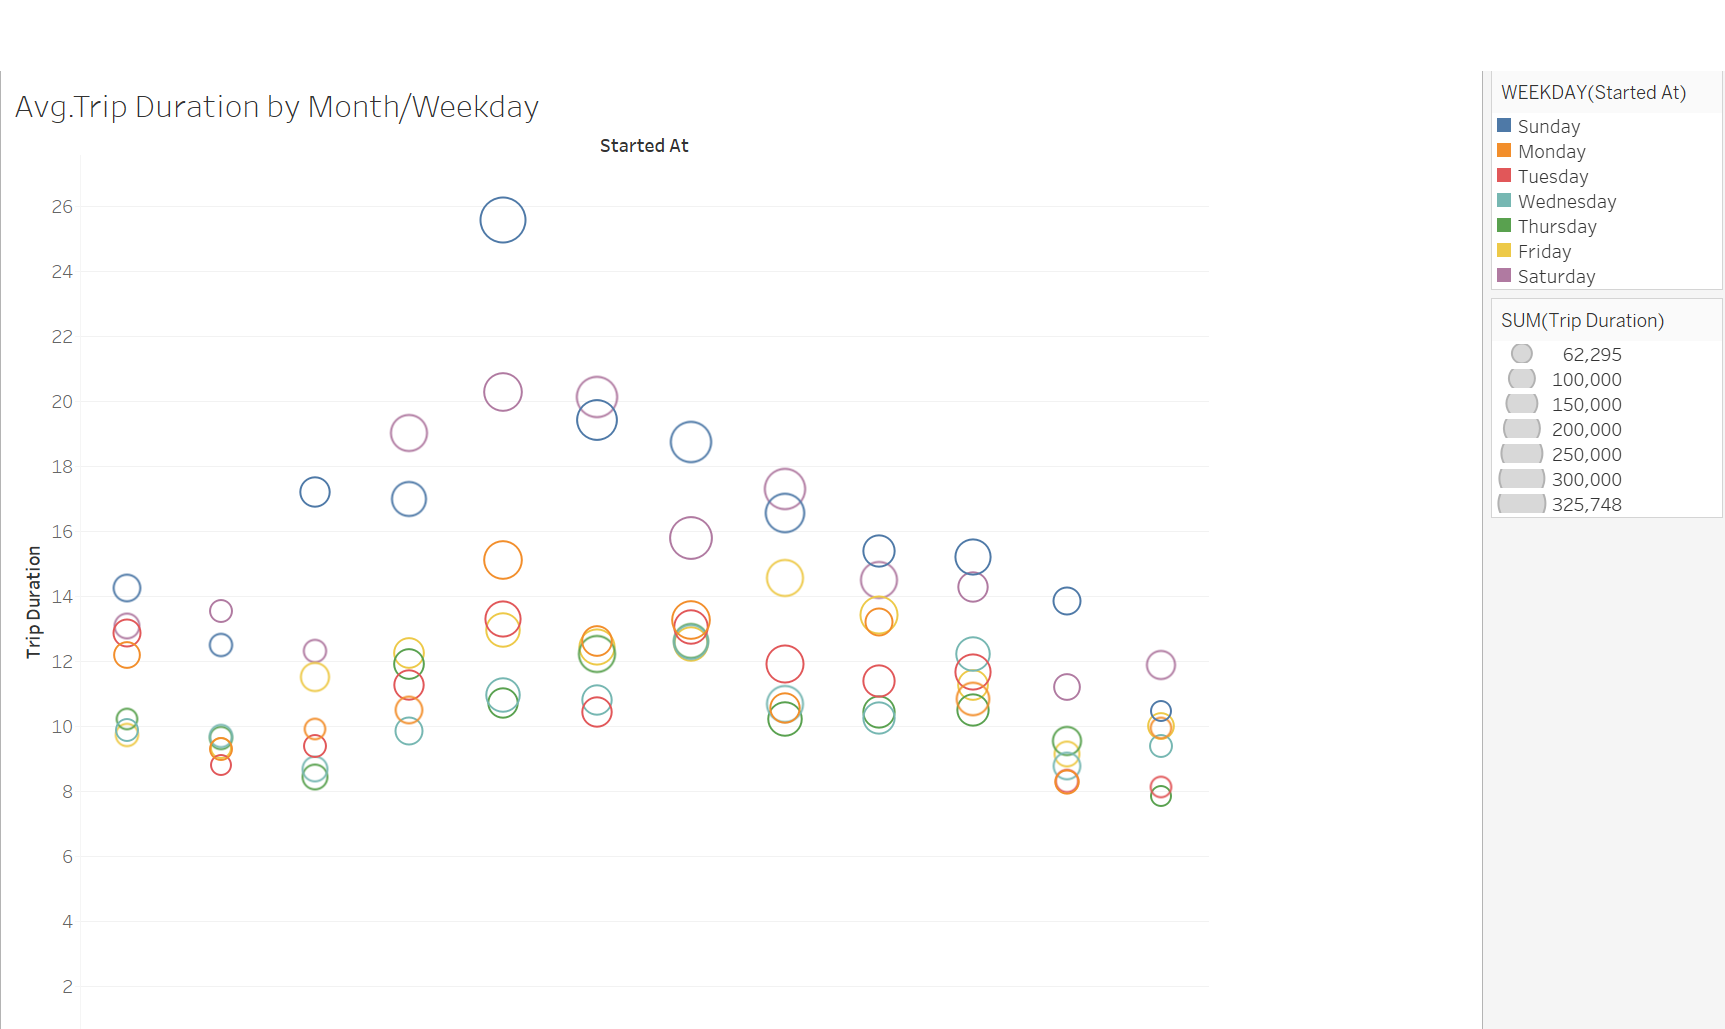 Avg.Trip Duration by Month/Weekday
Started At
Trip Duration
26
24
22
20
18
16
14
12
10
8
6
4
2
WEEKDAY(Started At)
Sunday
Monday
Tuesday
Wednesday
Thursday
Friday
Saturday
SUM(Trip Duration)
62,295
100,000
150,000
200,000
250,000
300,000
325,748